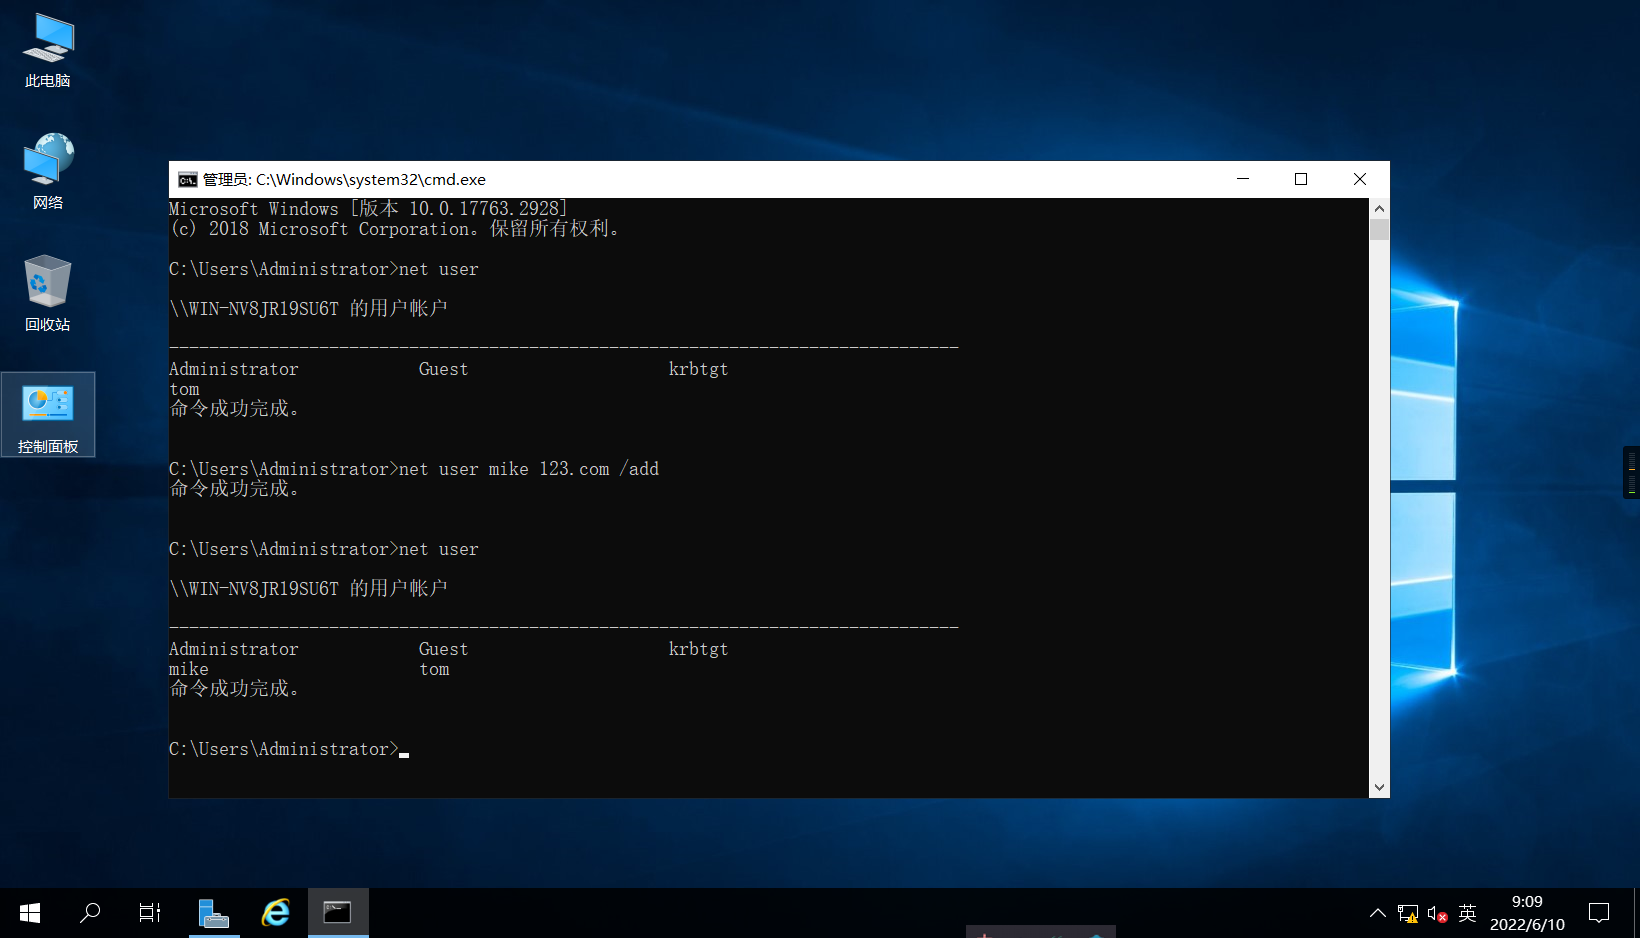 此电脑
网络
回收站
控制面板
管理员: C:\Windows\system32\cmd.exe
Microsoft Windows [版本 10.0.17763.2928]
(c) 2018 Microsoft Corporation。保留所有权利。
C:\Users\Administrator>net user
\\WIN-NV8JR19SU6T 的用户帐户
-------------------------------------------------------------------------------
Administrator            Guest                    krbtgt
tom
命令成功完成。
C:\Users\Administrator>net user mike 123.com /add
命令成功完成。
C:\Users\Administrator>net user
\\WIN-NV8JR19SU6T 的用户帐户
-------------------------------------------------------------------------------
Administrator            Guest                    krbtgt
mike                     tom
命令成功完成。
C:\Users\Administrator>
英
9:09
2022/6/10